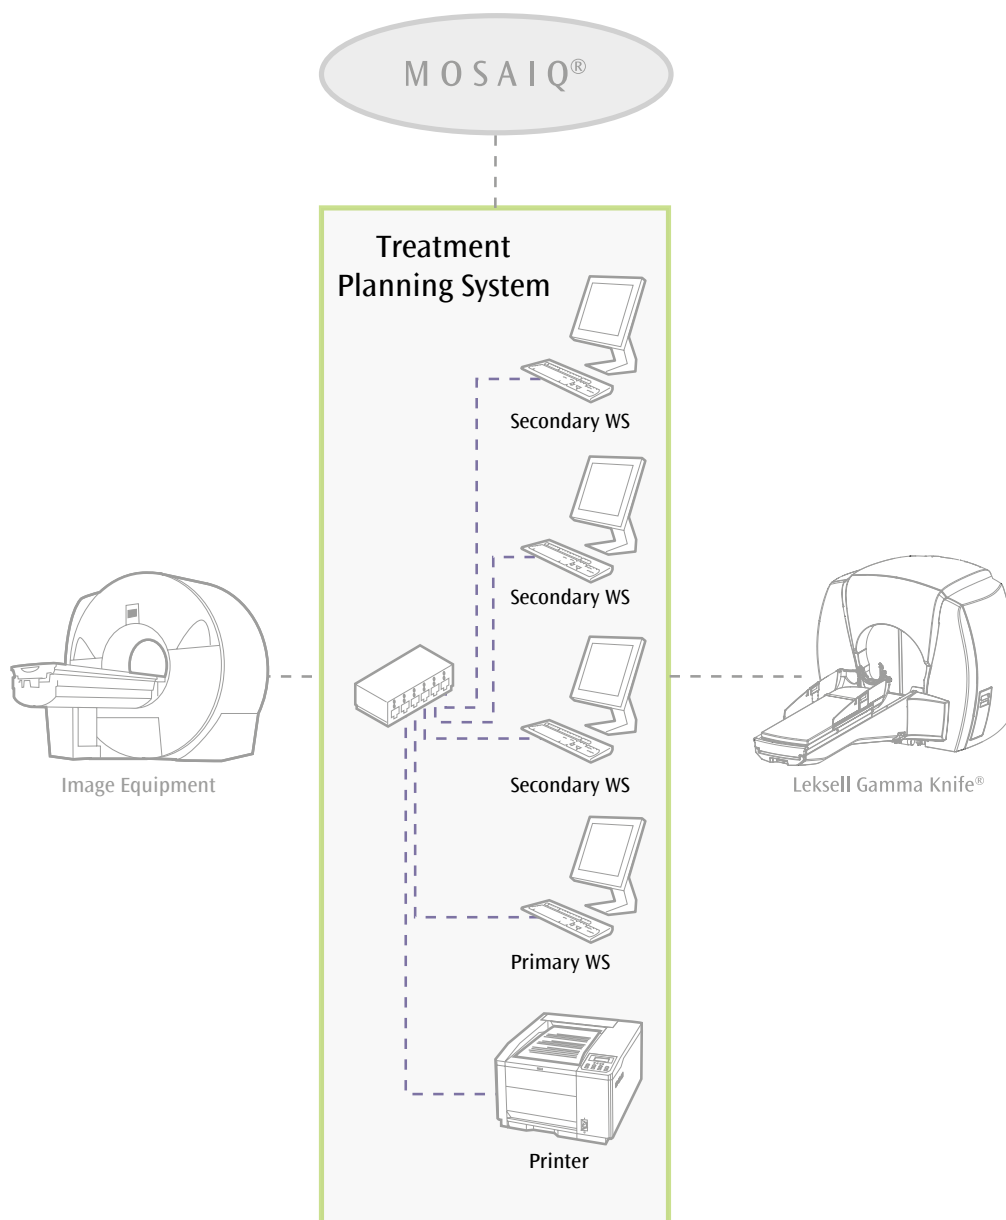 MOSAIQ®
Treatment
Planning System
Secondary WS
Secondary WS
Secondary WS
Image Equipment
Leksell Gamma Knife®
Primary WS
Printer